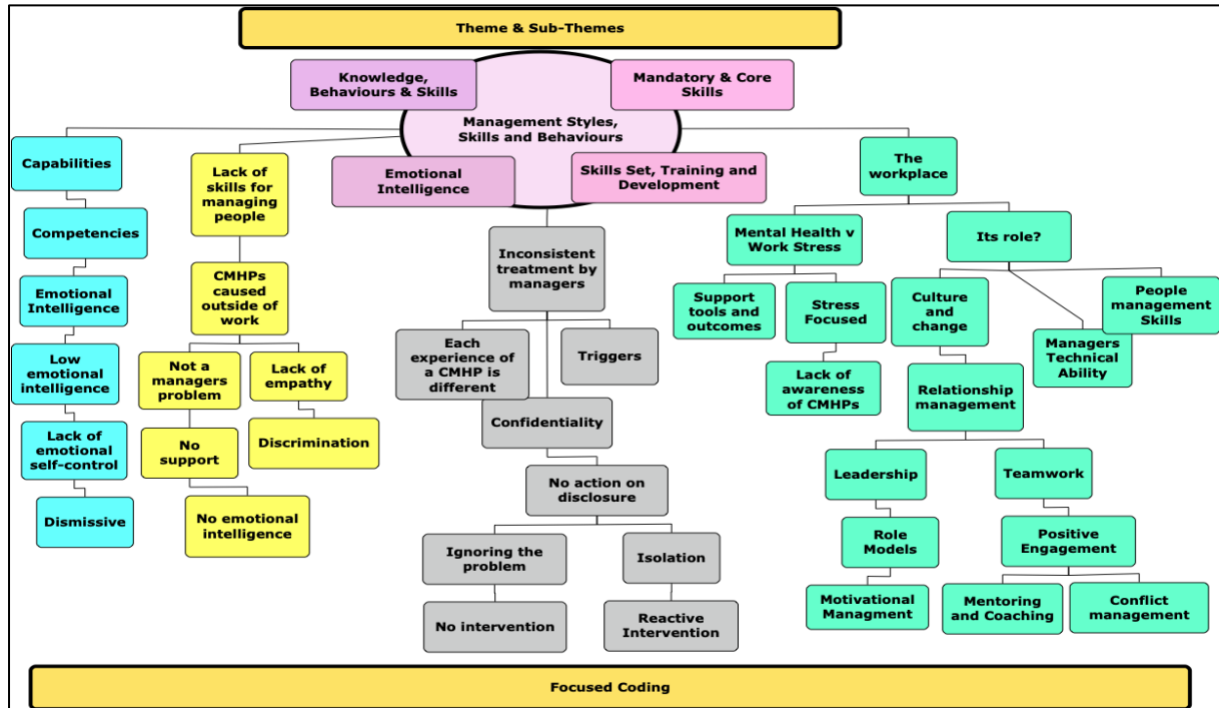 Theme & Sub-Themes
Knowledge,
Behaviours & Skills
Mandatory & Core
Skills
Management Styles,
Skills and Behaviours
Emotional
Intelligence
Skills Set, Training and
Development
Capabilities
Competencies
Emotional
Intelligence
Low
emotional
intelligence
Lack of
emotional
self-control
Dismissive
Lack of
skills for
managing
people
CMHPs
caused
outside of
work
Not a
managers
problem
Lack of
empathy
No
support
Discrimination
No emotional
intelligence
Inconsistent
treatment by
managers
Each
experience of
a CMHP is
different
Triggers
Confidentiality
No action on
disclosure
Ignoring the
problem
Isolation
No intervention
Reactive
Intervention
The
workplace
Mental Health v
Work Stress
Its role?
Support
tools and
outcomes
Stress
Focused
Lack of
awareness
of CMHPs
Culture
and
change
People
management
Skills
Managers
Technical
Ability
Relationship
management
Leadership
Teamwork
Role
Models
Positive
Engagement
Motivational
Managment
Mentoring
and Coaching
Conflict
management
Focused Coding